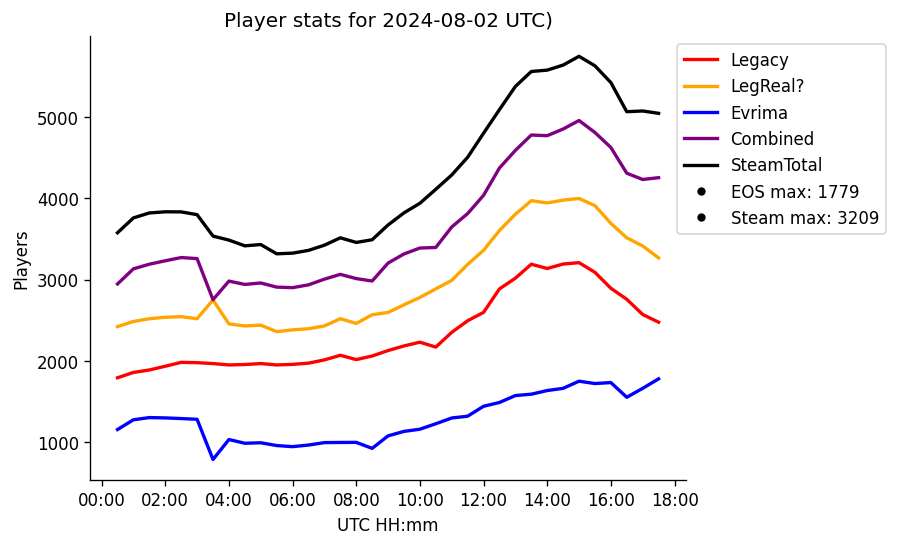 Player stats for 2024-08-02 UTC)
Legacy
LegReal?
Evrima
Combined
SteamTotal
EOS max: 1779
Steam max: 3209
Players
5000
4000
3000
2000
1000
00:00 02:00 04:00 06:00 08:00 10:00 12:00 14:00 16:00 18:00
UTC HH:mm